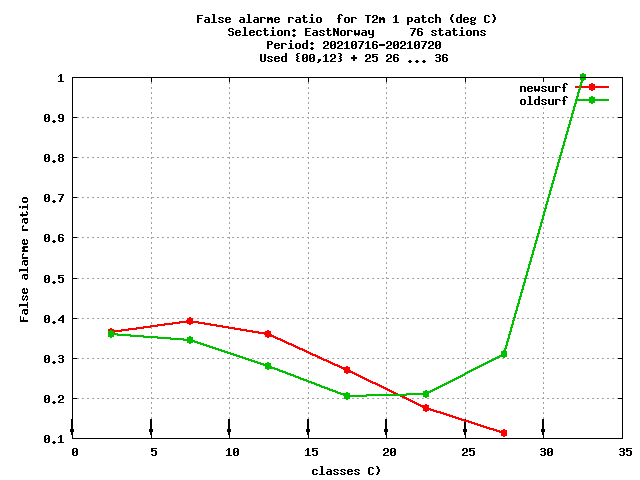 False alarme ratio for T2m 1 patch (deg C)
Selection: EastNorway 76 stations
Period: 20210716-20210720
Used {00,12} + 25 26 ... 36
newsurf
oldsurf
1
0.9
0.8
0.7
0.6
0.5
0.4
0.3
0.2
0.1
False alarme ratio
0 5 10 15 20 25 30 35
classes C)